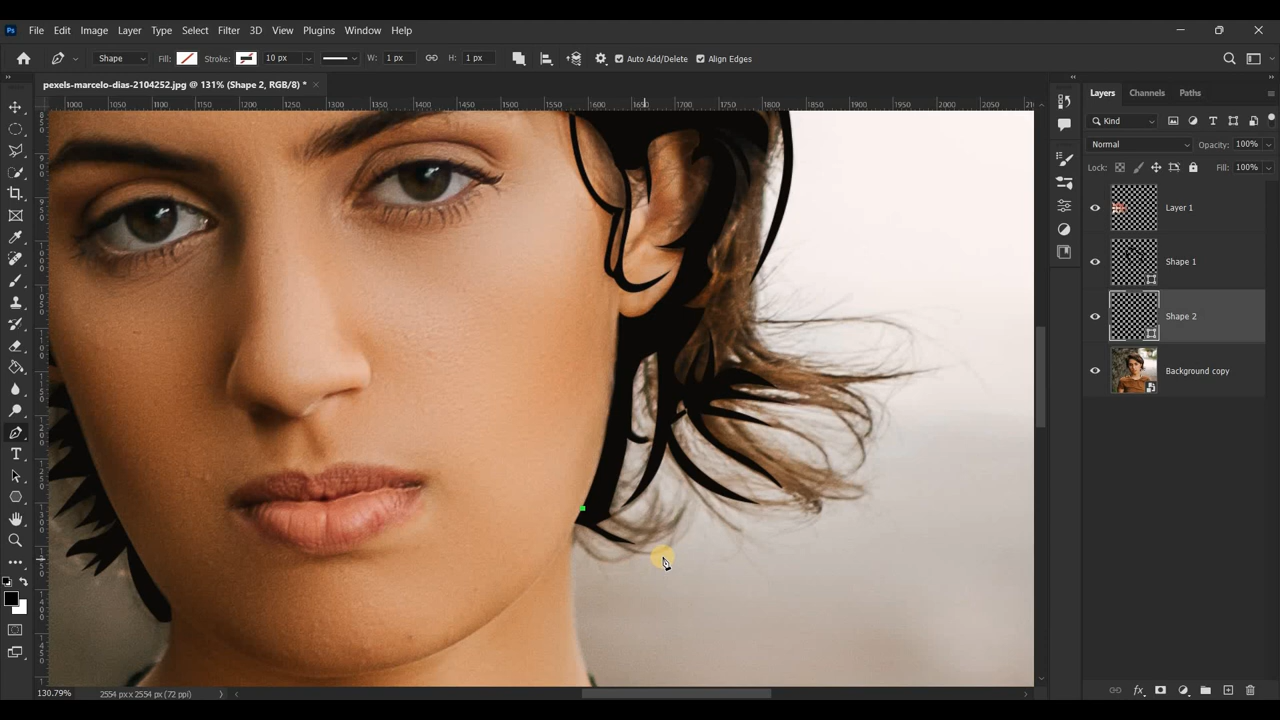 Ps File Edit Image Layer Type Select Filter 3D View Plugins Window Help
Shape Fill: Stroke: 10 px W: 1 px H: 1 px Auto Add/Delete Align Edges
pexels-marcelo-dias-2104252.jpg @ 131% (Shape 2, RGB/8) *
1000 1050 1100 1150 1200 1250 1300 1350 1400 1450 1500 1550 1600 1650 1700 1750 1800 1850 1900 1950 2000 2050
Layers Channels Paths
Kind
Normal Opacity: 100%
Lock: Fill: 100%
Layer 1
Shape 1
Shape 2
Background copy
130.79% 2554 px x 2554 px (72 ppi)